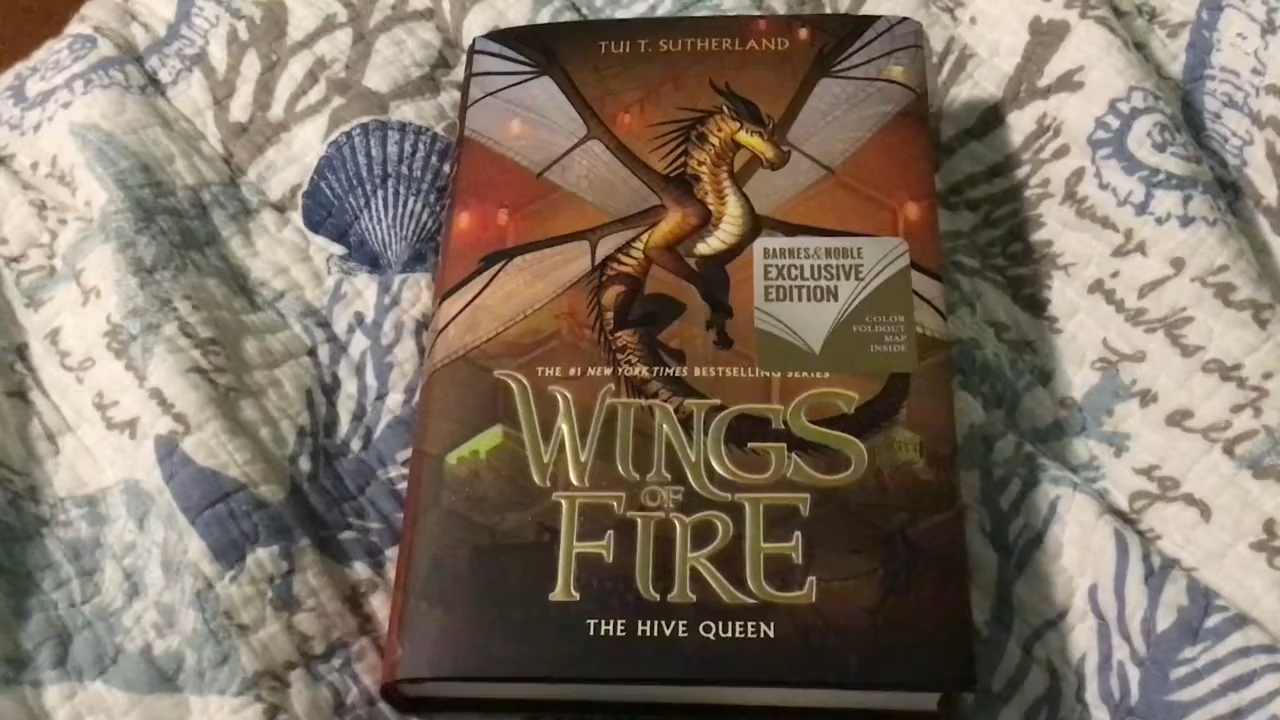 TUI T. SUTHERLAND
BARNES & NOBLE
EXCLUSIVE
EDITION
COLOR
FOLDOUT
MAP
INSIDE
THE #1 NEW YORK TIMES BESTSELLING SERIES
WINGS
OF
FIRE
THE HIVE QUEEN